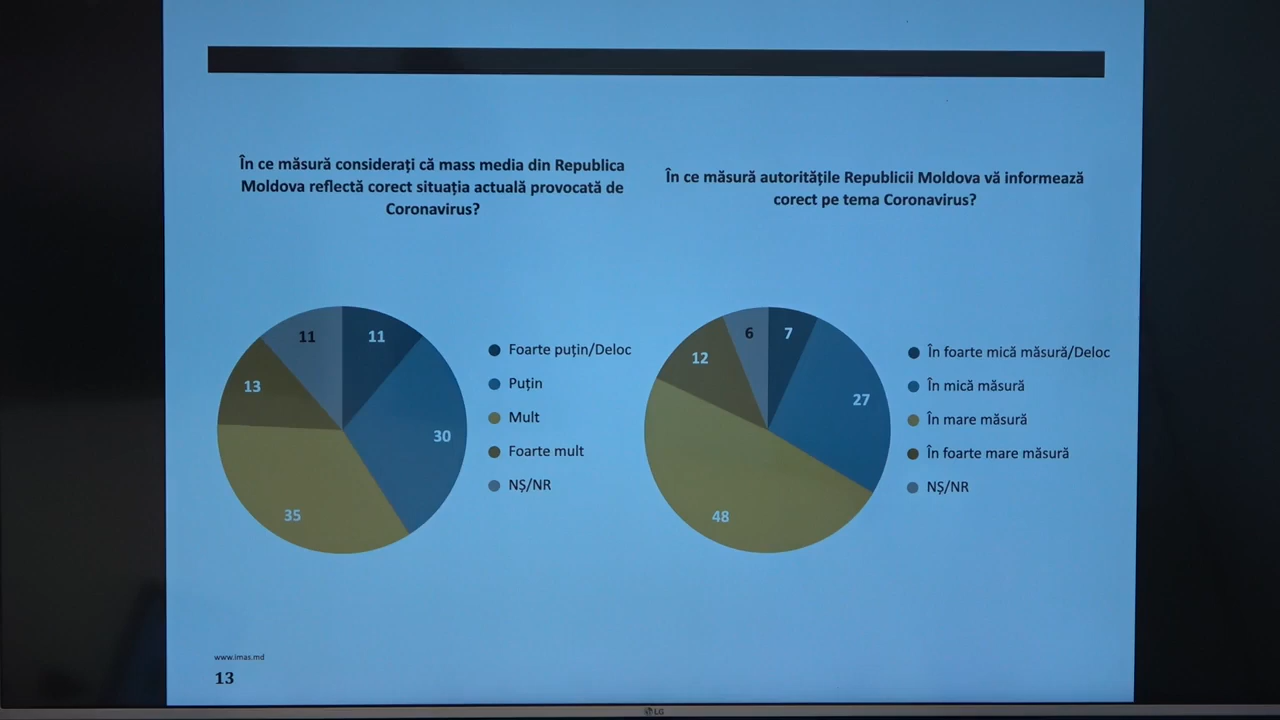 În ce măsură considerați că mass media din Republica
Moldova reflectă corect situația actuală provocată de
Coronavirus?
11
11
30
35
13
Foarte puțin/Deloc
Puțin
Mult
Foarte mult
NȘ/NR
În ce măsură autoritățile Republicii Moldova vă informează
corect pe tema Coronavirus?
6
7
27
48
12
În foarte mică măsură/Deloc
În mică măsură
În mare măsură
În foarte mare măsură
NȘ/NR
www.imas.md
13
LG